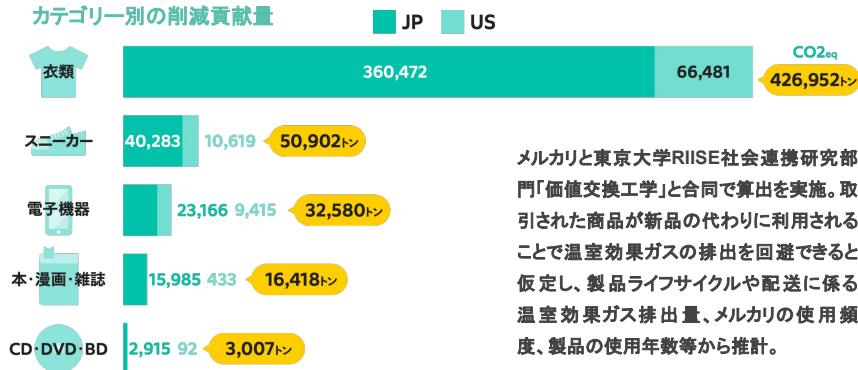 カテゴリー別の削減貢献量
JP US
CO2eq
衣類 360,472 66,481 426,952トン
スニーカー 40,283 10,619 50,902トン
電子機器 23,166 9,415 32,580トン
本・漫画・雑誌 15,985 433 16,418トン
CD・DVD・BD 2,915 92 3,007トン
メルカリと東京大学RIISE社会連携研究部
門「価値交換工学」と合同で算出を実施。取
引された商品が新品の代わりに利用される
ことで温室効果ガスの排出を回避できると
仮定し、製品ライフサイクルや配送に係る
温室効果ガス排出量、メルカリの使用頻
度、製品の使用年数等から推計。